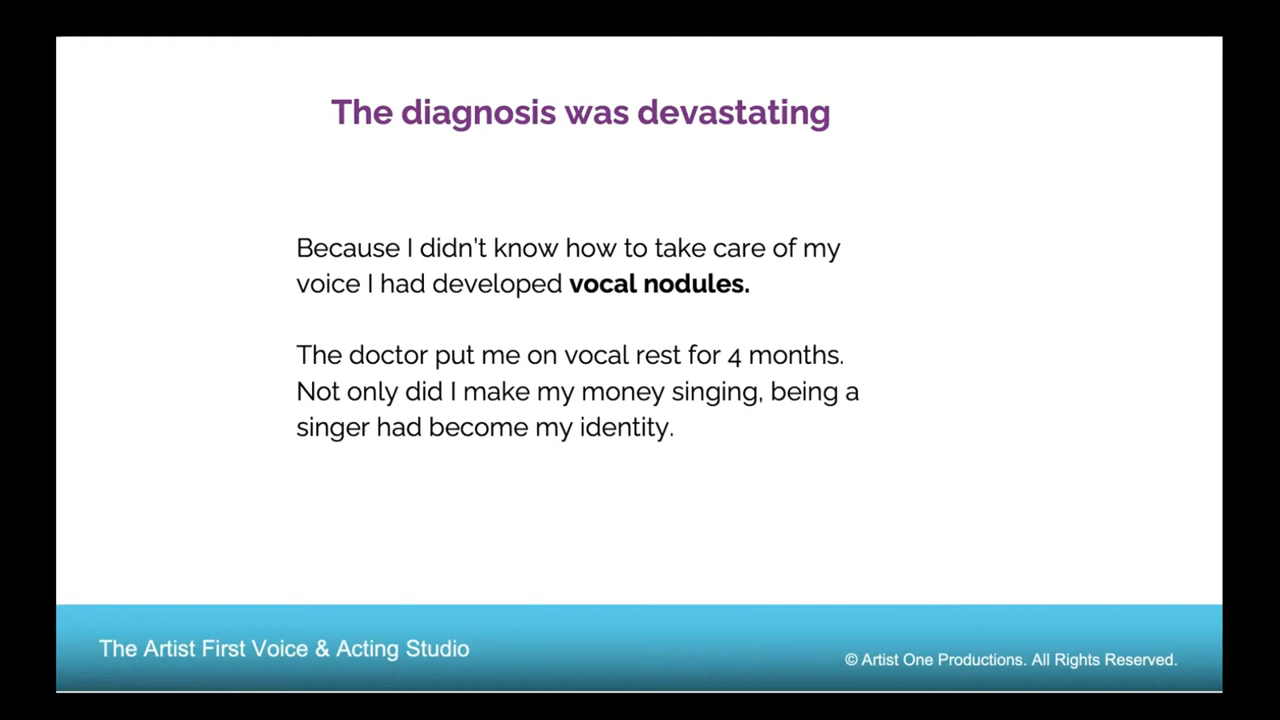 The diagnosis was devastating
Because I didn’t know how to take care of my
voice I had developed vocal nodules.
The doctor put me on vocal rest for 4 months.
Not only did I make my money singing, being a
singer had become my identity.
The Artist First Voice & Acting Studio
© Artist One Productions. All Rights Reserved.